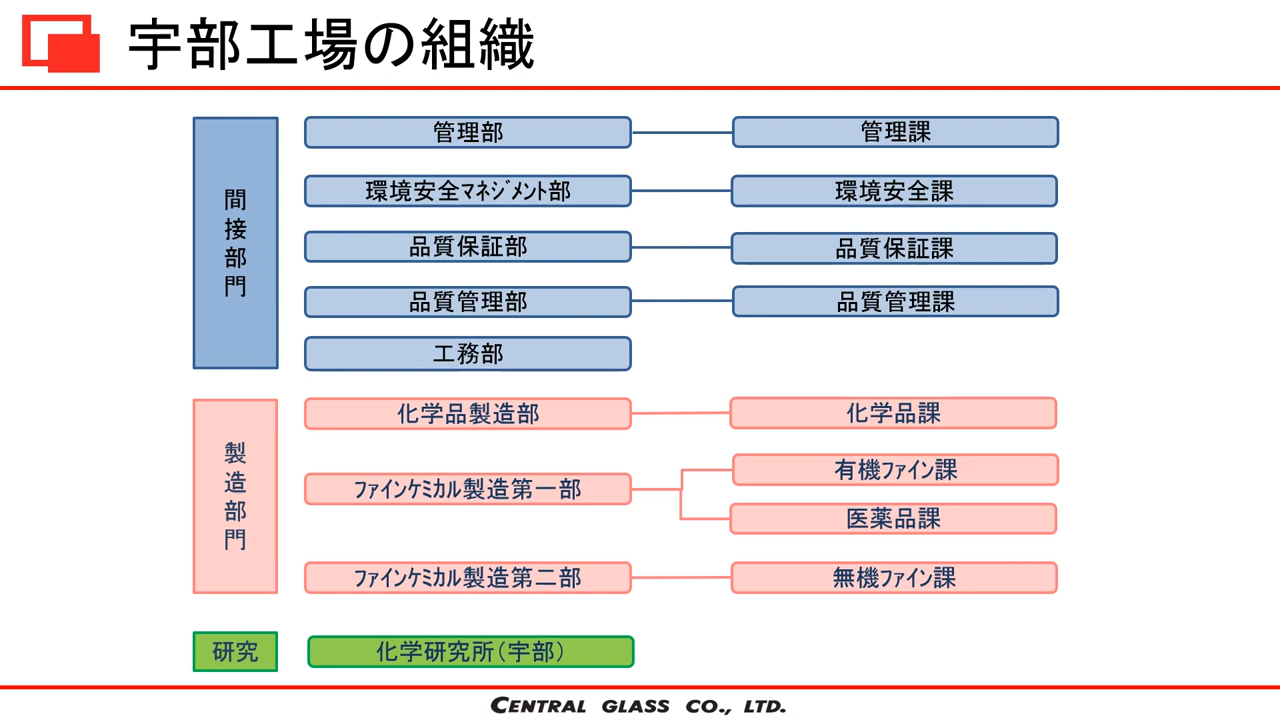 宇部工場の組織
間接部門
管理部
管理課
環境安全ﾏﾈｼﾞﾒﾝﾄ部
環境安全課
品質保証部
品質保証課
品質管理部
品質管理課
工務部
製造部門
化学品製造部
化学品課
ﾌｧｲﾝｹﾐｶﾙ製造第一部
有機ﾌｧｲﾝ課
医薬品課
ﾌｧｲﾝｹﾐｶﾙ製造第二部
無機ﾌｧｲﾝ課
研究
化学研究所(宇部)
CENTRAL GLASS CO., LTD.